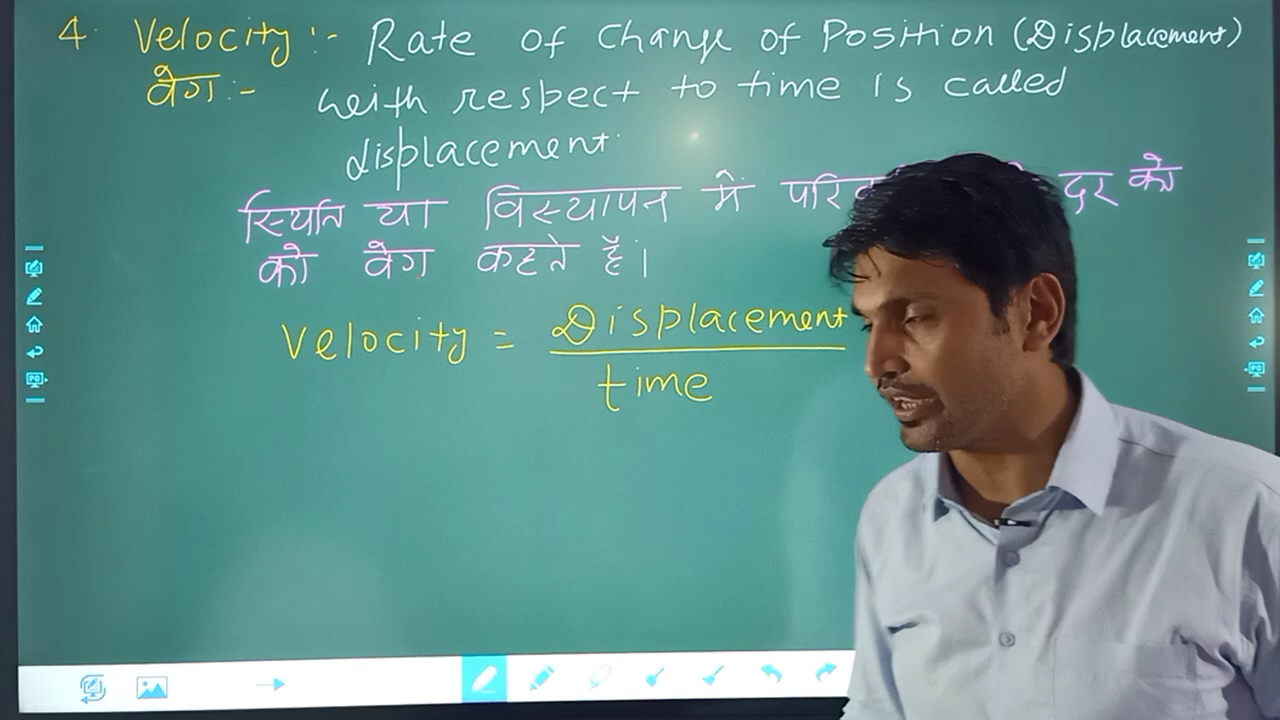 4. Velocity :- Rate of Change of Position (Displacement)
वेग :- with respect to time is called
displacement.
स्थिति या विस्थापन में दर को
को वेग कहते हैं।
Velocity = Displacement
time